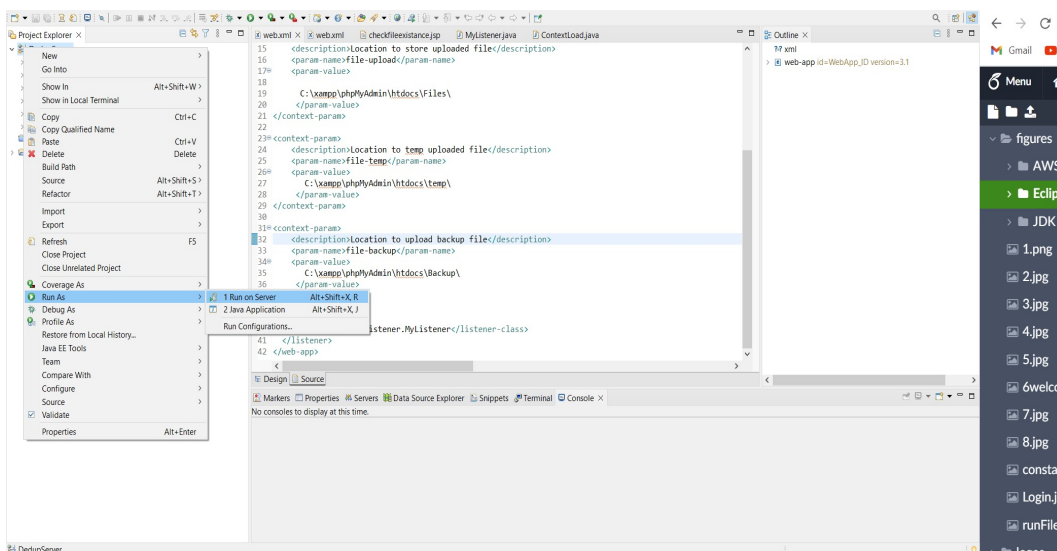 Project Explorer
New
Go Into
Show In Alt+Shift+W
Show in Local Terminal
Copy Ctrl+C
Copy Qualified Name
Paste Ctrl+V
Delete Delete
Build Path
Source Alt+Shift+S
Refactor Alt+Shift+T
Import
Export
Refresh F5
Close Project
Close Unrelated Project
Coverage As
Run As
Debug As
Profile As
Restore from Local History...
Java EE Tools
Team
Compare With
Configure
Source
Validate
Properties Alt+Enter
1 Run on Server Alt+Shift+X, R
2 Java Application Alt+Shift+X, J
Run Configurations...
web.xml web.xml checkfileexistance.jsp MyListener.java ContextLoad.java
15 <description>Location to store uploaded file</description>
16 <param-name>file-upload</param-name>
17 <param-value>
18
19 C:\xampp\phpMyAdmin\htdocs\Files\
20 </param-value>
21 </context-param>
22
23 <context-param>
24 <description>Location to temp uploaded file</description>
25 <param-name>file-temp</param-name>
26 <param-value>
27 C:\xampp\phpMyAdmin\htdocs\temp\
28 </param-value>
29 </context-param>
30
31 <context-param>
32 <description>Location to upload backup file</description>
33 <param-name>file-backup</param-name>
34 <param-value>
35 C:\xampp\phpMyAdmin\htdocs\Backup\
36 </param-value>
istener.MyListener</listener-class>
41 </listener>
42 </web-app>
Design Source
Markers Properties Servers Data Source Explorer Snippets Terminal Console
No consoles to display at this time.
Outline
xml
web-app id=WebApp_ID version=3.1
DedupServer
Gmail
Menu
figures
AWS
Eclip
JDK
1.png
2.jpg
3.jpg
4.jpg
5.jpg
6welco
7.jpg
8.jpg
consta
Login.j
runFile